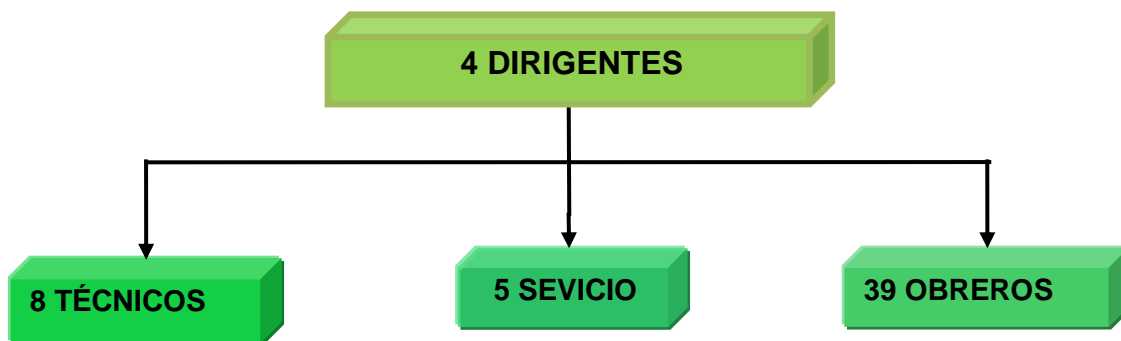 4 DIRIGENTES
8 TÉCNICOS
5 SEVICIO
39 OBREROS